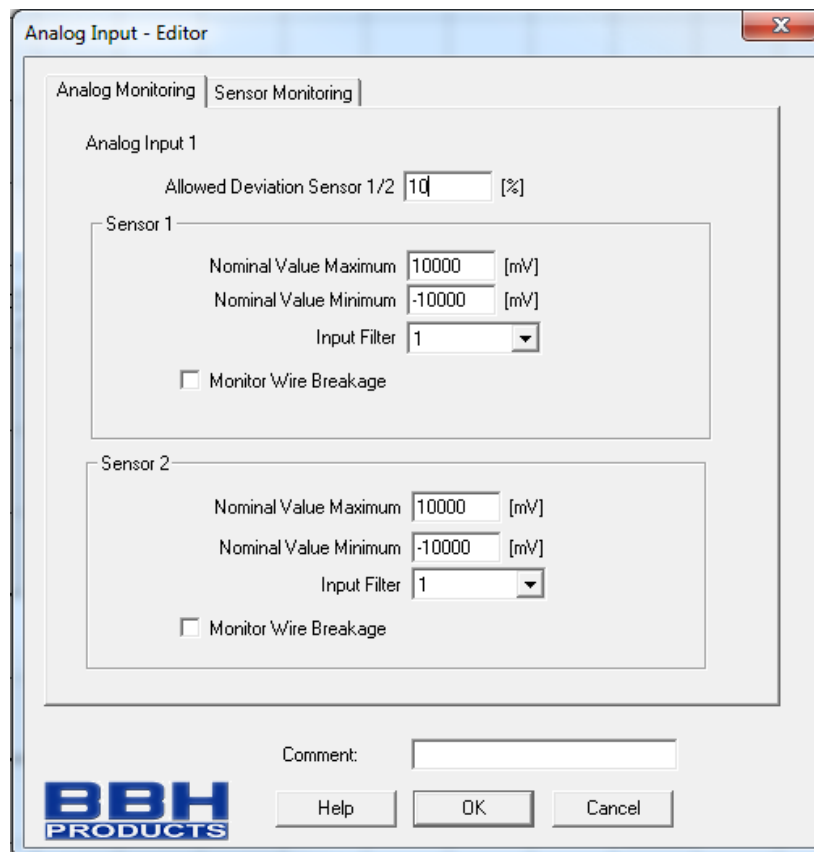 Analog Input - Editor
Analog Monitoring Sensor Monitoring
Analog Input 1
Allowed Deviation Sensor 1/2 10 [%]
Sensor 1
Nominal Value Maximum 10000 [mV]
Nominal Value Minimum -10000 [mV]
Input Filter 1
Monitor Wire Breakage
Sensor 2
Nominal Value Maximum 10000 [mV]
Nominal Value Minimum -10000 [mV]
Input Filter 1
Monitor Wire Breakage
Comment:
BBH
PRODUCTS
Help OK Cancel